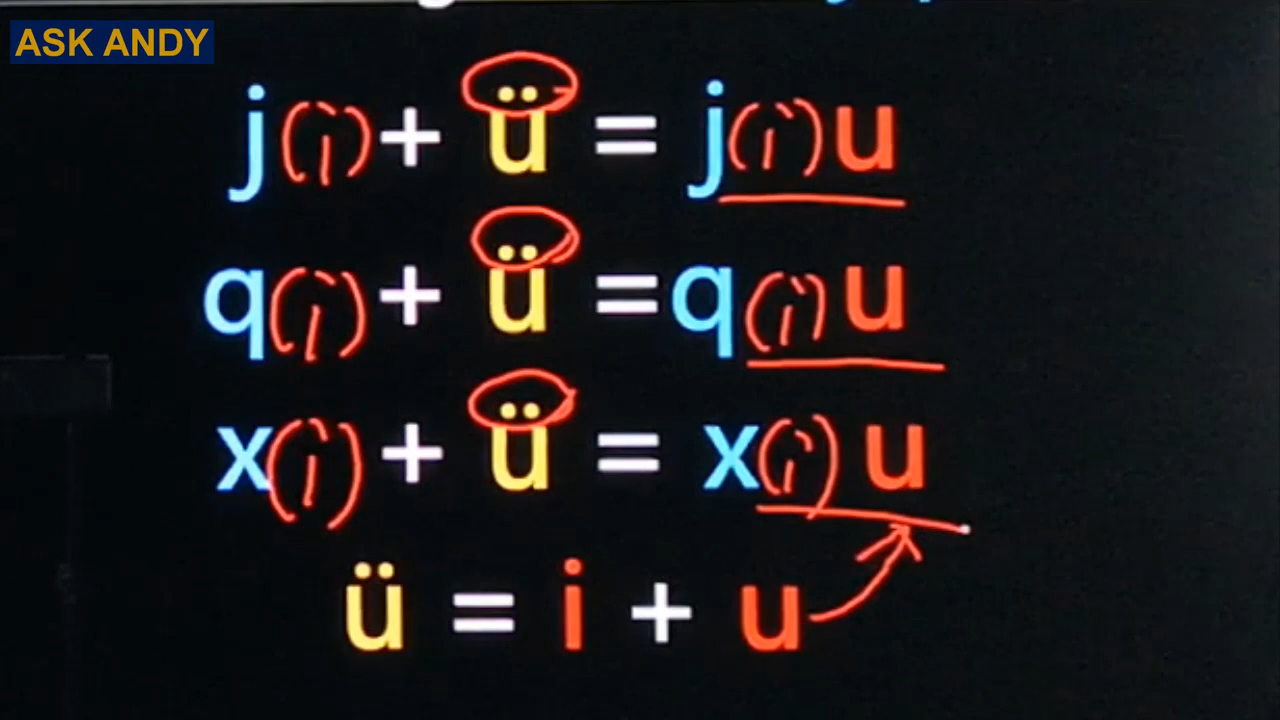 ASK ANDY
j(i) + ü = j(i)u
q(i) + ü = q(i)u
x(i) + ü = x(i)u
ü = i + u